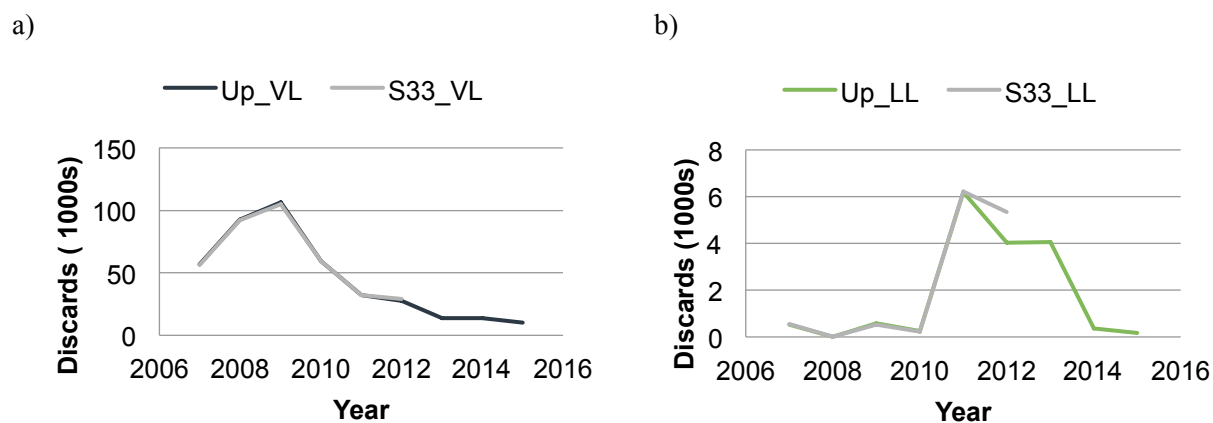 a)
Up_VL S33_VL
150
100
50
0
Discards ( 1000s)
2006 2008 2010 2012 2014 2016
Year
b)
Up_LL S33_LL
8
6
4
2
0
Discards (1000s)
2006 2008 2010 2012 2014 2016
Year